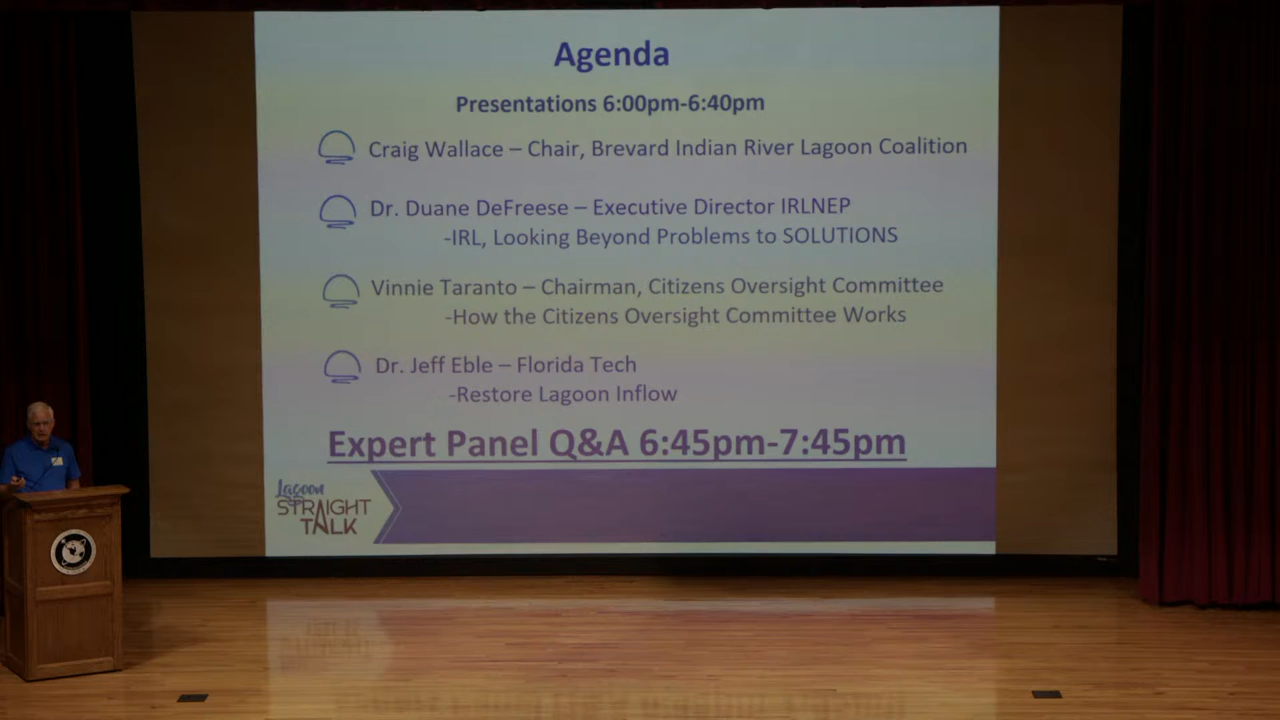 Agenda
Presentations 6:00pm-6:40pm
Craig Wallace – Chair, Brevard Indian River Lagoon Coalition
Dr. Duane DeFreese – Executive Director IRLNEP
-IRL, Looking Beyond Problems to SOLUTIONS
Vinnie Taranto – Chairman, Citizens Oversight Committee
-How the Citizens Oversight Committee Works
Dr. Jeff Eble – Florida Tech
-Restore Lagoon Inflow
Expert Panel Q&A 6:45pm-7:45pm
Lagoon
STRAIGHT
TALK